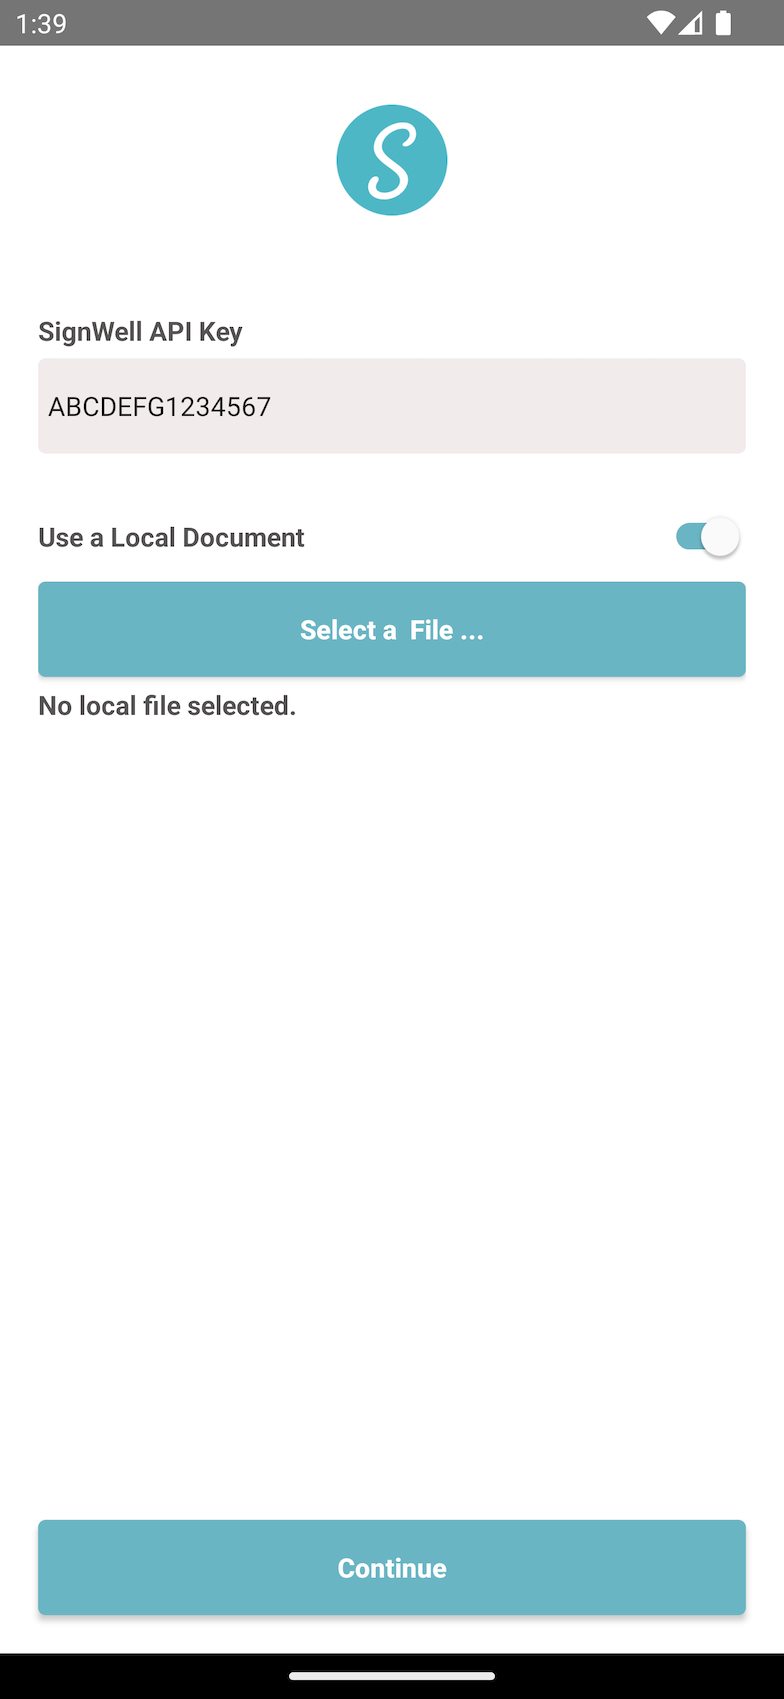 1:39
S
SignWell API Key
ABCDEFG1234567
Use a Local Document
Select a  File ...
No local file selected.
Continue